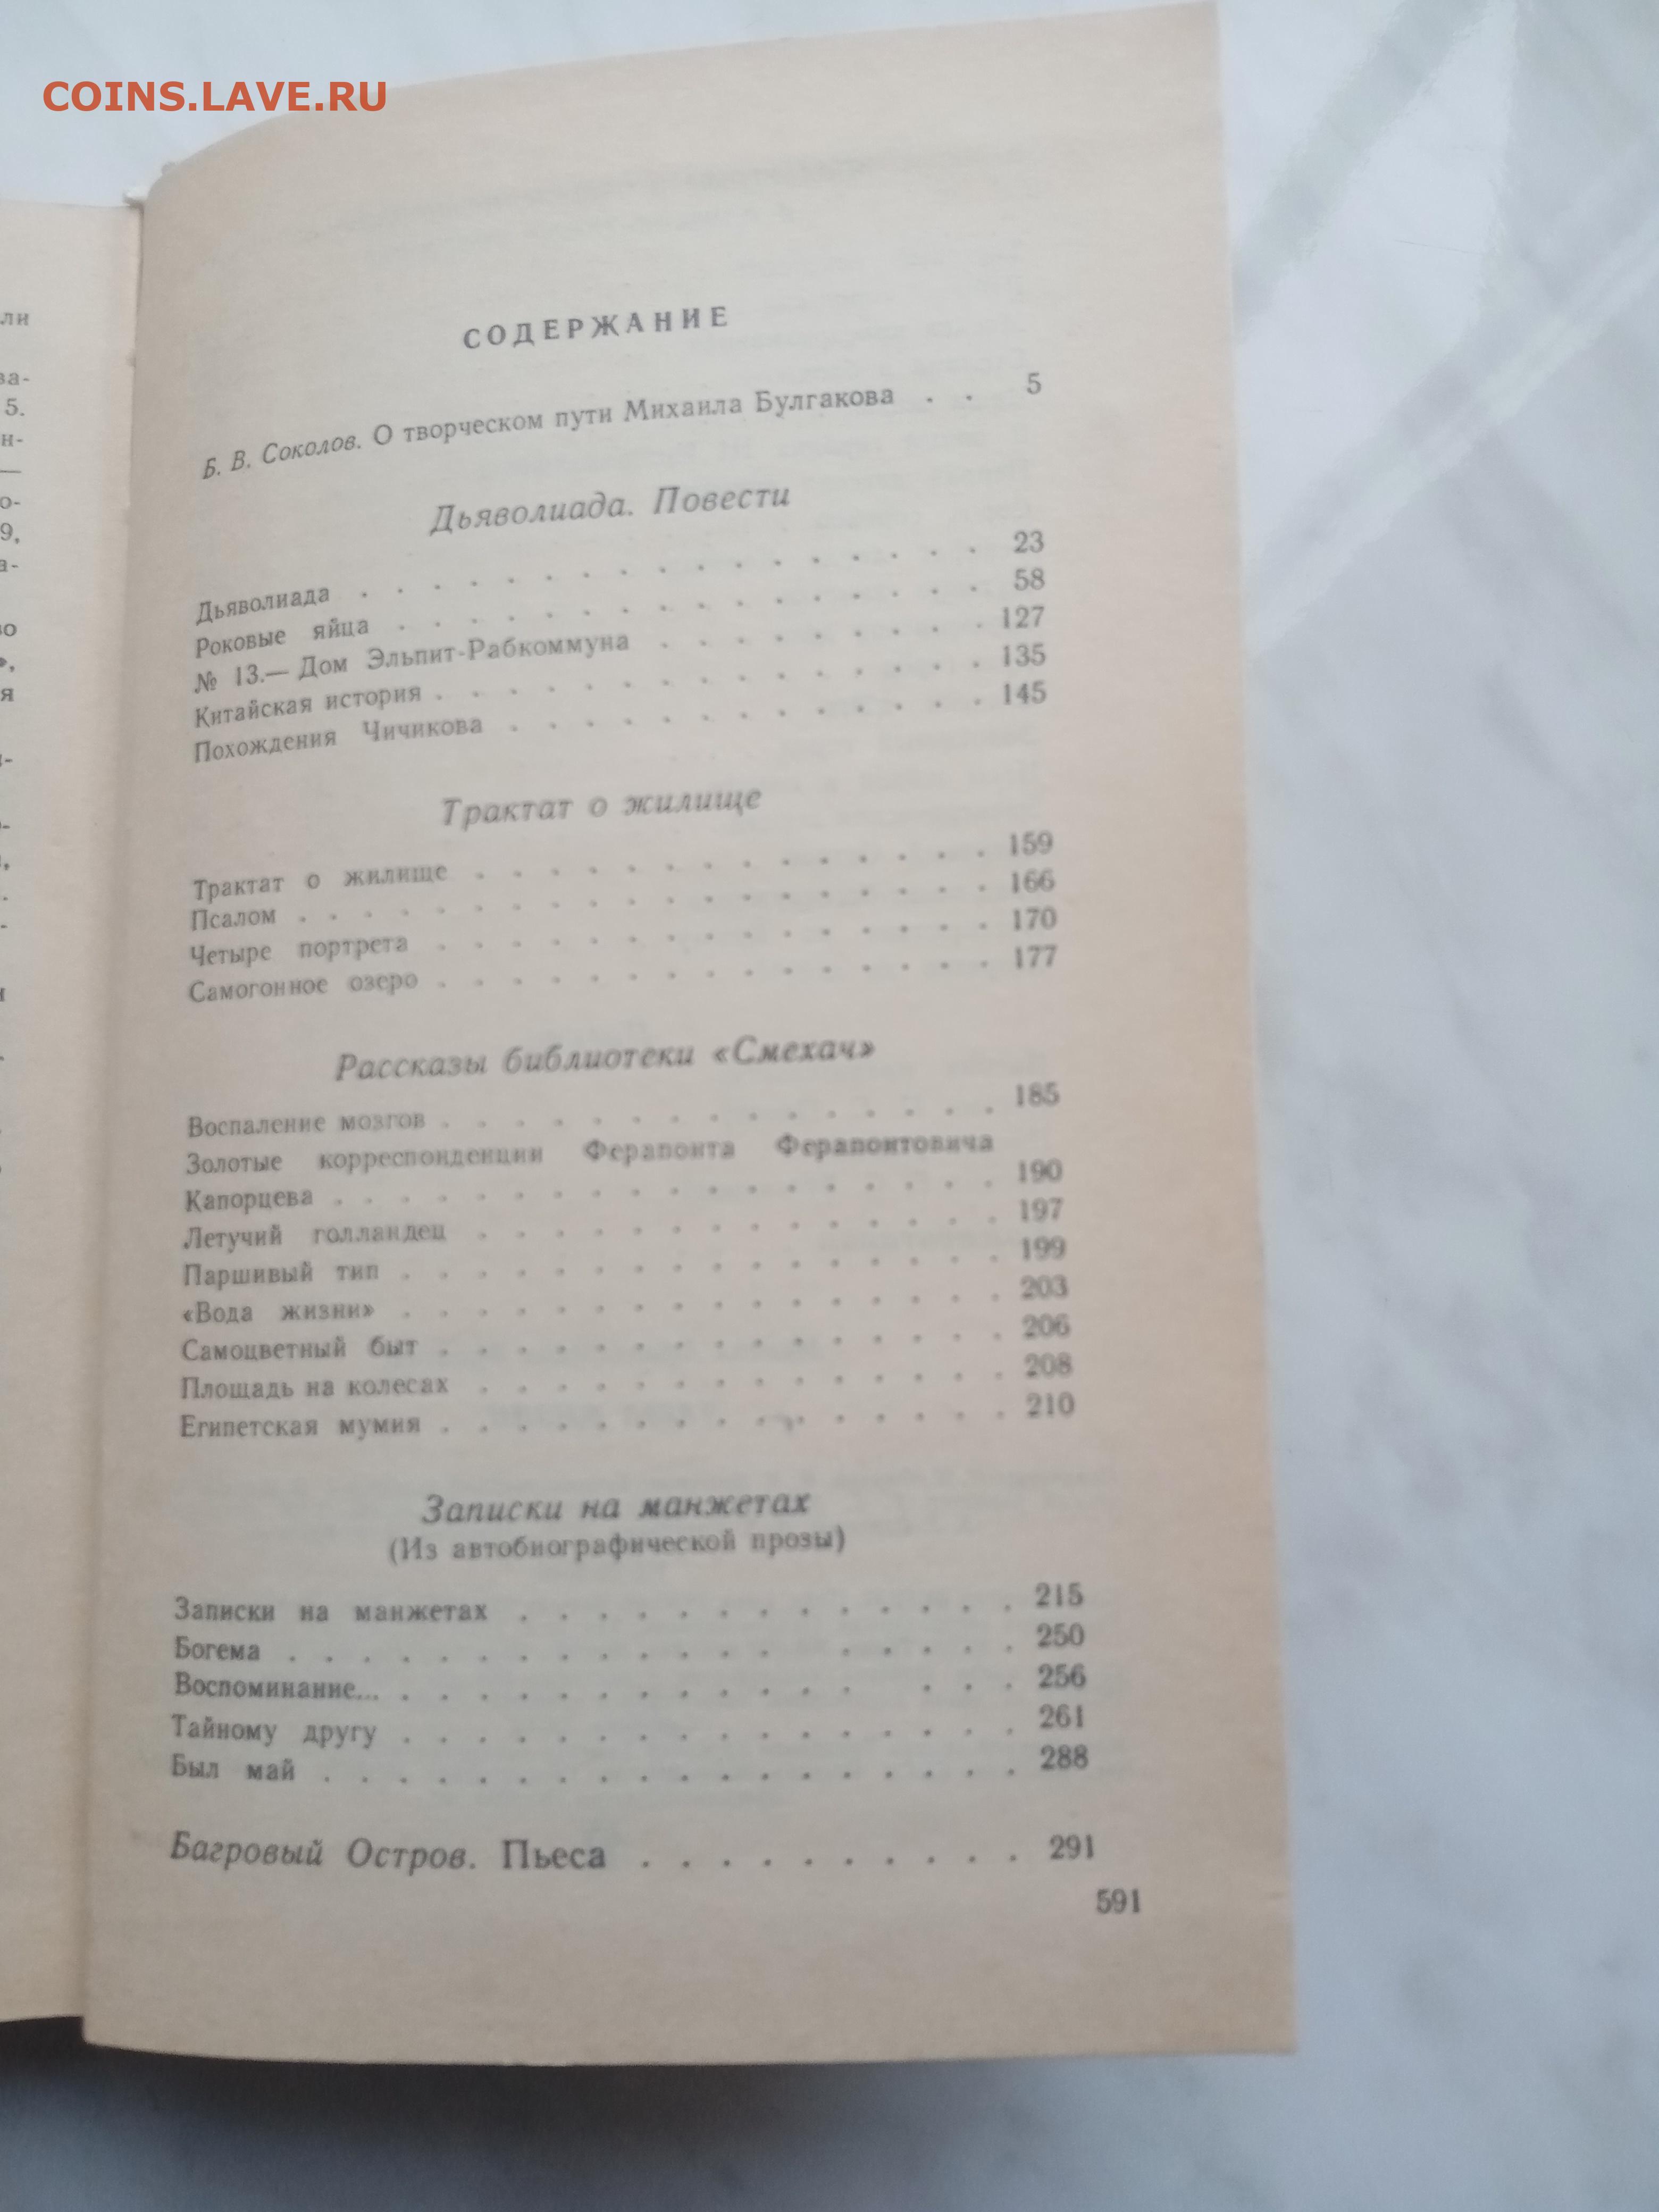 COINS.LAVE.RU
ли
5.
СОДЕРЖАНИЕ
Б. В. Соколов. О творческом пути Михаила Булгакова . . 5
Дьяволиада. Повести
Дьяволиада . . . . . . . . . . . . . . . . . 23
Роковые яйца . . . . . . . . . . . . . . . . 58
№ 13.— Дом Эльпит-Рабкоммуна . . . . . . . . . 127
Китайская история . . . . . . . . . . . . . . . 135
Похождения Чичикова . . . . . . . . . . . . . 145
Трактат о жилище
Трактат о жилище . . . . . . . . . . . . . . 159
Псалом . . . . . . . . . . . . . . . . . . . 166
Четыре портрета . . . . . . . . . . . . . . . 170
Самогонное озеро . . . . . . . . . . . . . . . 177
Рассказы библиотеки «Смехач»
Воспаление мозгов . . . . . . . . . . . . . . . 185
Золотые корреспонденции Ферапонта Ферапонтовича
Капорцева . . . . . . . . . . . . . . . . . . 190
Летучий голландец . . . . . . . . . . . . . . 197
Паршивый тип . . . . . . . . . . . . . . . . 199
«Вода жизни» . . . . . . . . . . . . . . . . 203
Самоцветный быт . . . . . . . . . . . . . . . 206
Площадь на колесах . . . . . . . . . . . . . . 208
Египетская мумия . . . . . . . . . . . . . . . 210
Записки на манжетах
(Из автобиографической прозы)
Записки на манжетах . . . . . . . . . . . . . 215
Богема . . . . . . . . . . . . . . . . . . 250
Воспоминание... . . . . . . . . . . . . . . . . 256
Тайному другу . . . . . . . . . . . . . . . . 261
Был май . . . . . . . . . . . . . . . . . . . 288
Багровый Остров. Пьеса . . . . . . . . . . 291
591